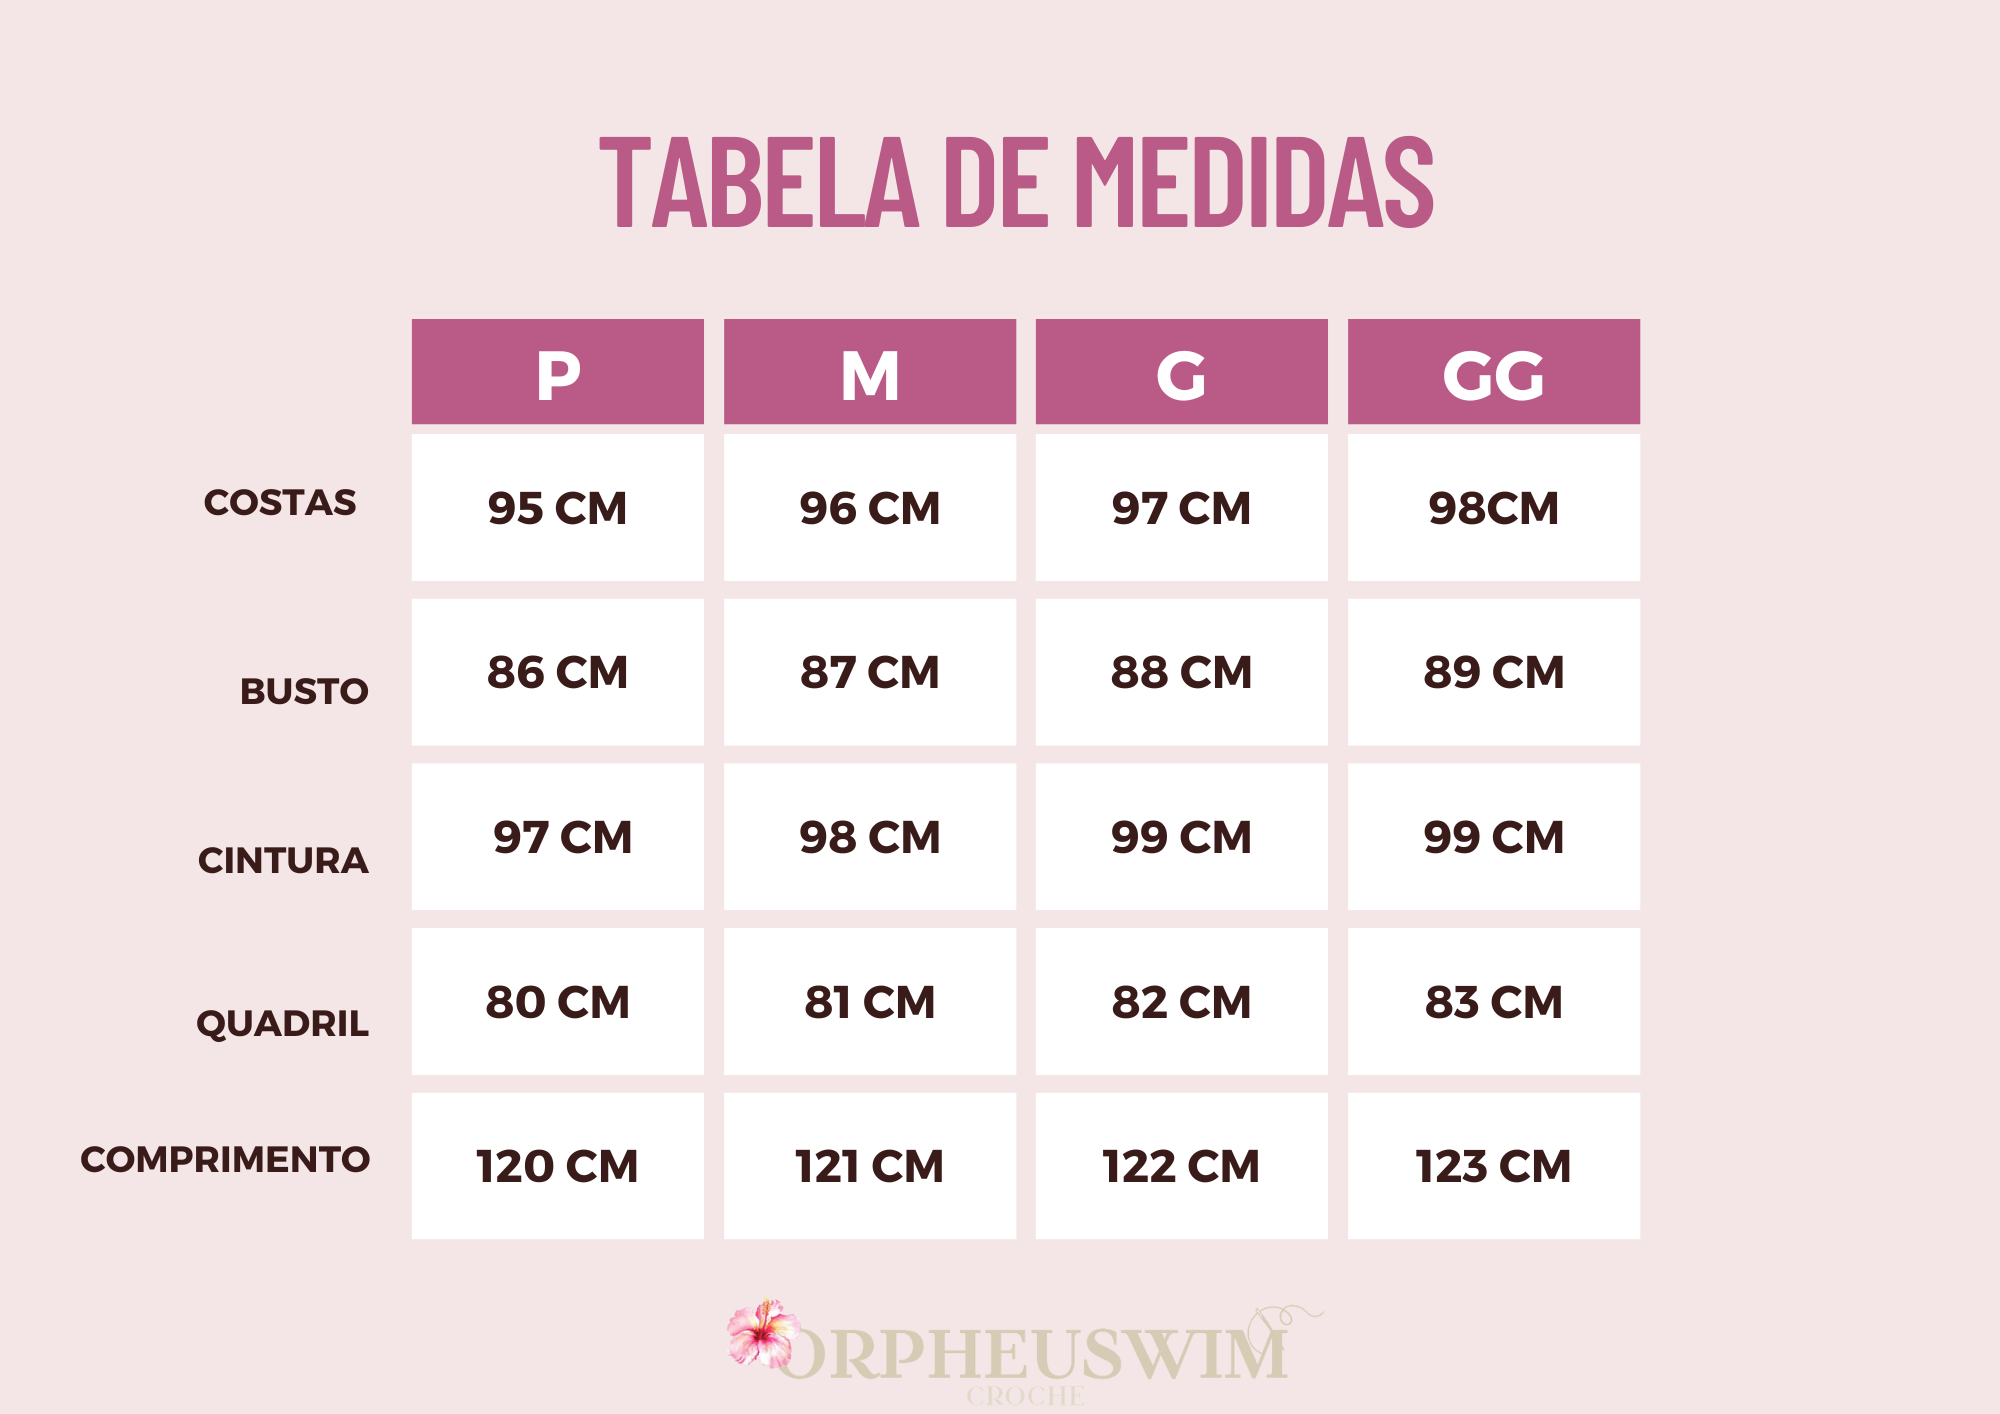 TABELA DE MEDIDAS
P M G GG
COSTAS 95 CM 96 CM 97 CM 98CM
BUSTO 86 CM 87 CM 88 CM 89 CM
CINTURA 97 CM 98 CM 99 CM 99 CM
QUADRIL 80 CM 81 CM 82 CM 83 CM
COMPRIMENTO 120 CM 121 CM 122 CM 123 CM
ORPHEUSWIM
CROCHE